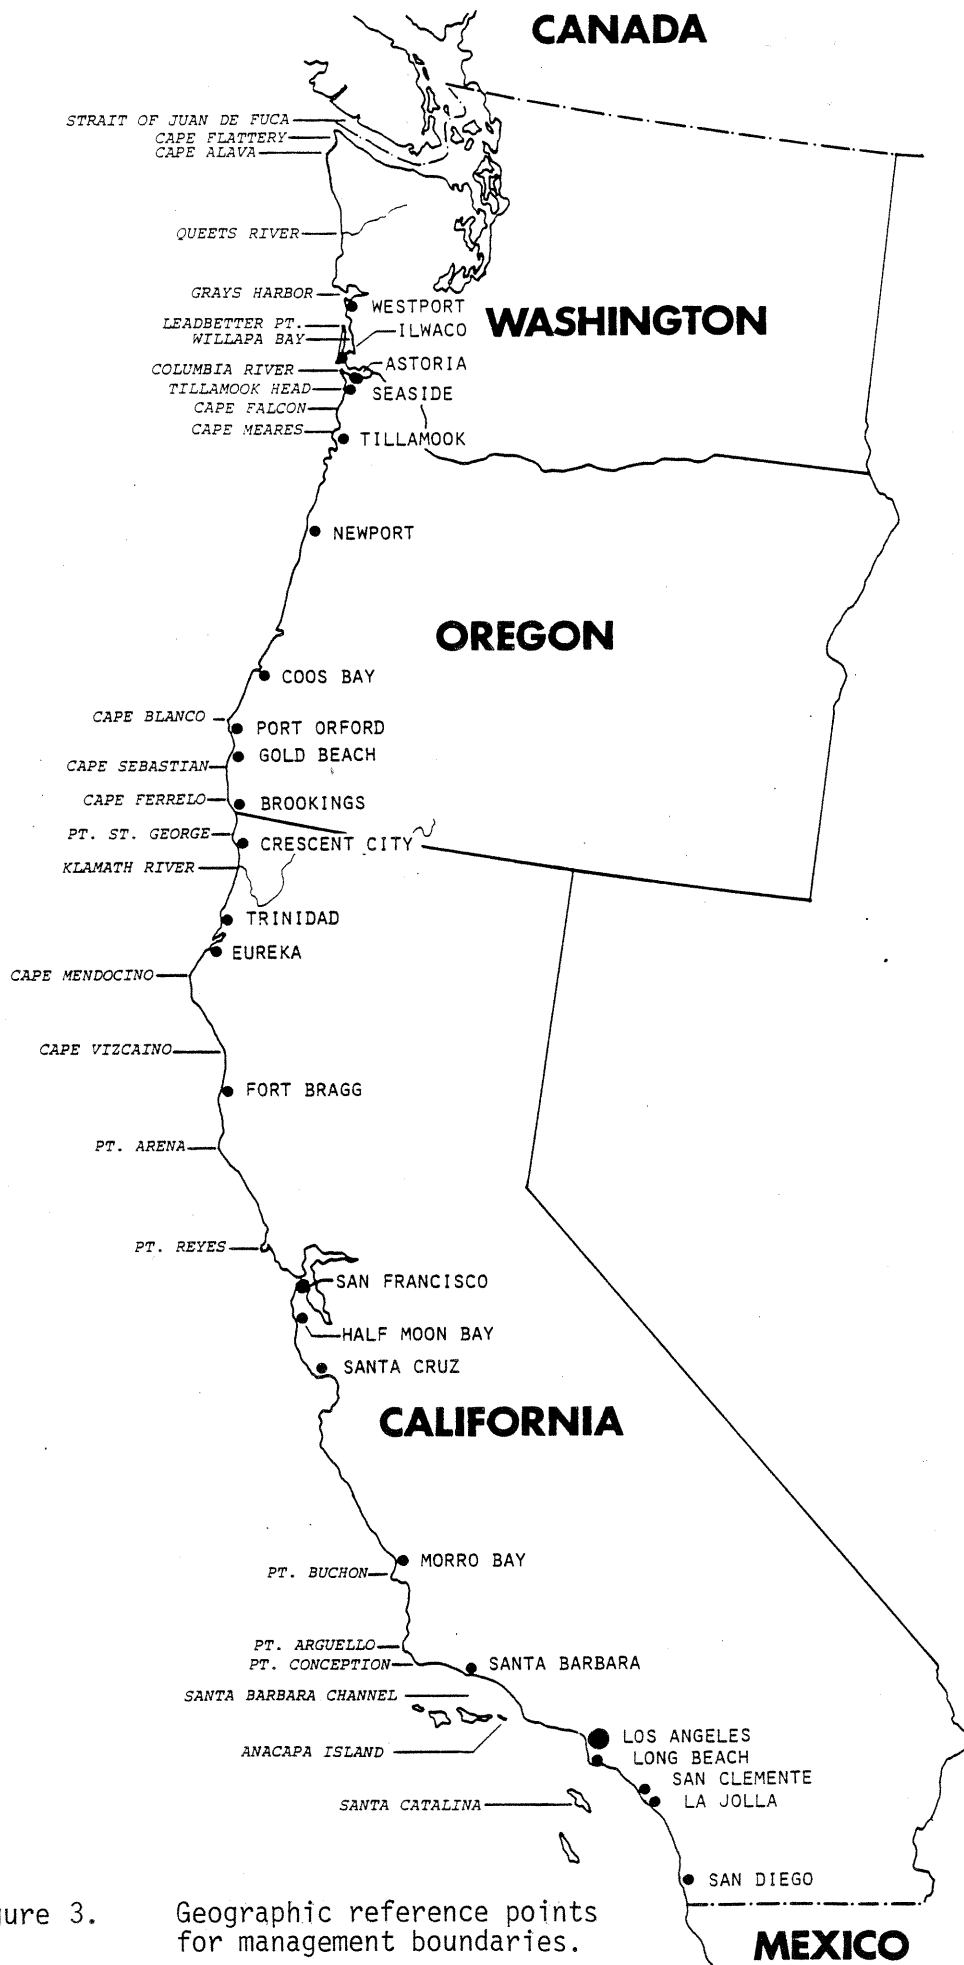 CANADA
STRAIT OF JUAN DE FUCA
CAPE FLATTERY
CAPE ALAVA
QUEETS RIVER
GRAYS HARBOR
WESTPORT
WASHINGTON
LEADBETTER PT.
ILWACO
WILLAPA BAY
ASTORIA
COLUMBIA RIVER
TILLAMOOK HEAD
SEASIDE
CAPE FALCON
CAPE MEARES
TILLAMOOK
NEWPORT
OREGON
COOS BAY
CAPE BLANCO
PORT ORFORD
GOLD BEACH
CAPE SEBASTIAN
CAPE FERRELO
BROOKINGS
PT. ST. GEORGE
CRESCENT CITY
KLAMATH RIVER
TRINIDAD
EUREKA
CAPE MENDOCINO
CAPE VIZCAINO
FORT BRAGG
PT. ARENA
PT. REYES
SAN FRANCISCO
HALF MOON BAY
SANTA CRUZ
CALIFORNIA
MORRO BAY
PT. BUCHON
PT. ARGUELLO
PT. CONCEPTION
SANTA BARBARA
SANTA BARBARA CHANNEL
LOS ANGELES
ANACAPA ISLAND
LONG BEACH
SAN CLEMENTE
LA JOLLA
SANTA CATALINA
SAN DIEGO
gure 3. Geographic reference points
for management boundaries.
MEXICO